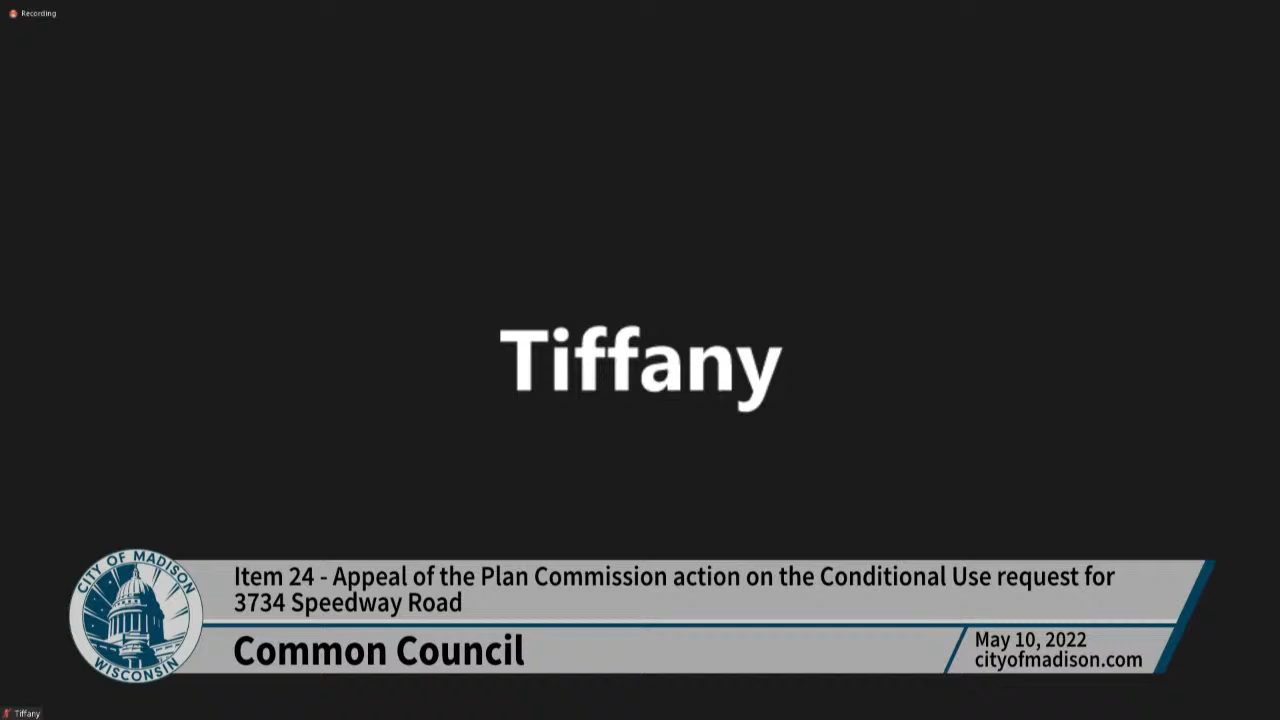 Recording
Tiffany
Item 24 - Appeal of the Plan Commission action on the Conditional Use request for
3734 Speedway Road
Common Council
May 10, 2022
cityofmadison.com
CITY OF MADISON
WISCONSIN
Tiffany